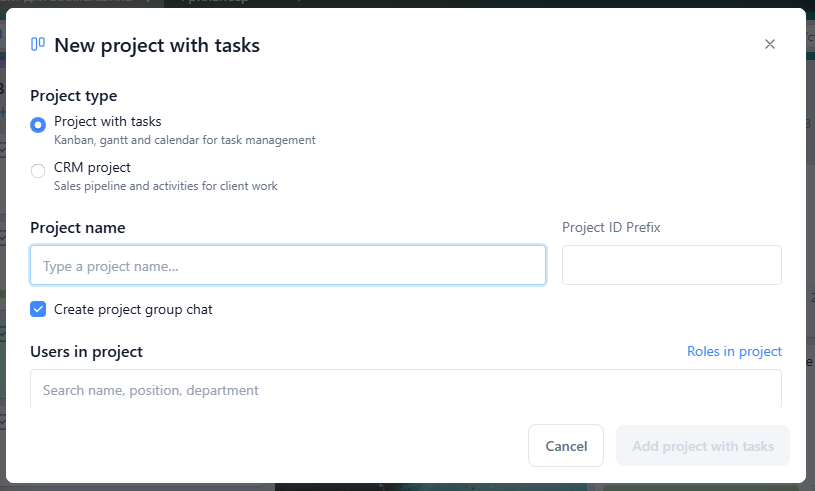 New project with tasks
Project type
Project with tasks
Kanban, gantt and calendar for task management
CRM project
Sales pipeline and activities for client work
Project name
Project ID Prefix
Type a project name...
Create project group chat
Users in project
Roles in project
Search name, position, department
Cancel
Add project with tasks